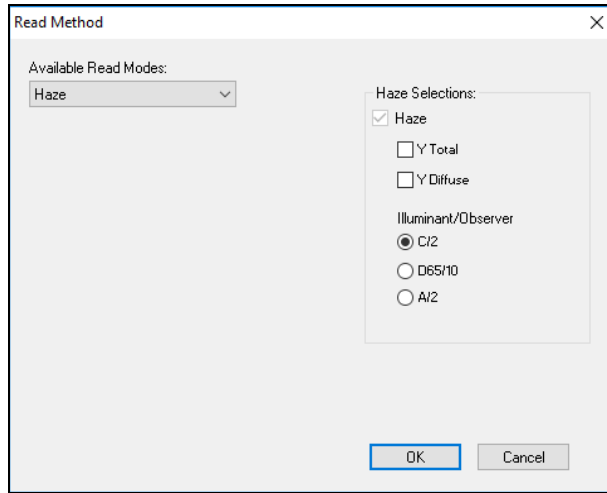 Read Method
Available Read Modes:
Haze
Haze Selections:
Haze
Y Total
Y Diffuse
Illuminant/Observer
C/2
D65/10
A/2
OK
Cancel